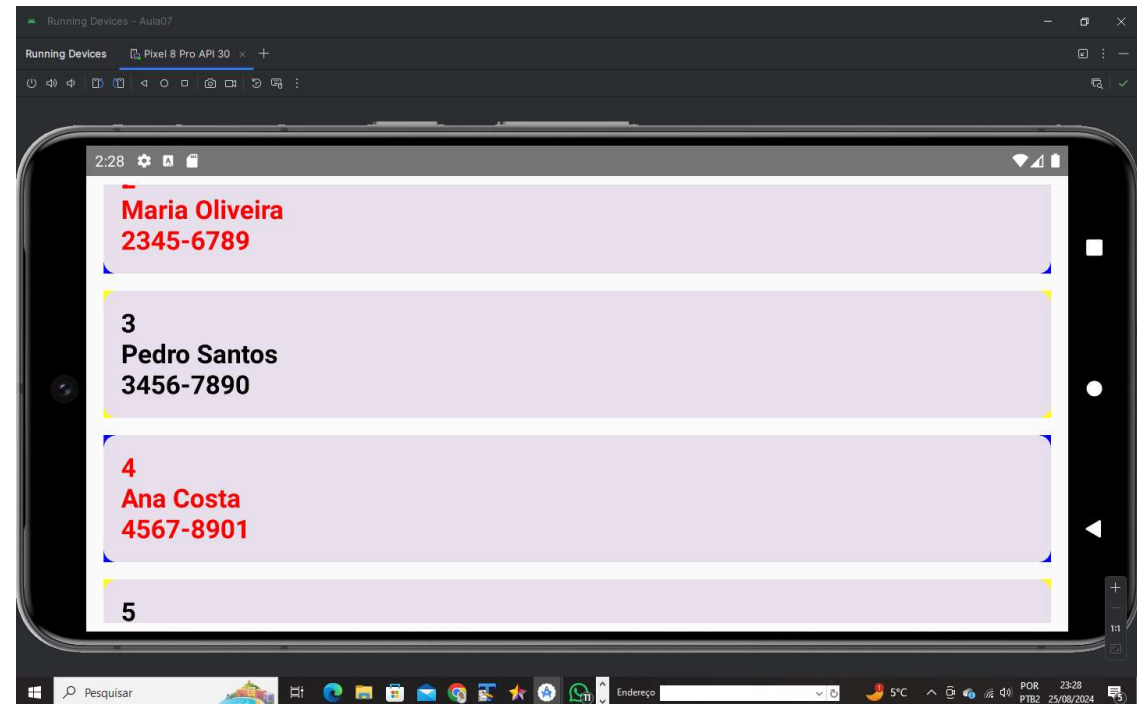 Running Devices - Aula07
Running Devices
Pixel 8 Pro API 30
2:28
Maria Oliveira
2345-6789
3
Pedro Santos
3456-7890
4
Ana Costa
4567-8901
5
1:1
Pesquisar
Endereço
5°C
POR
PTB2
23:28
25/08/2024